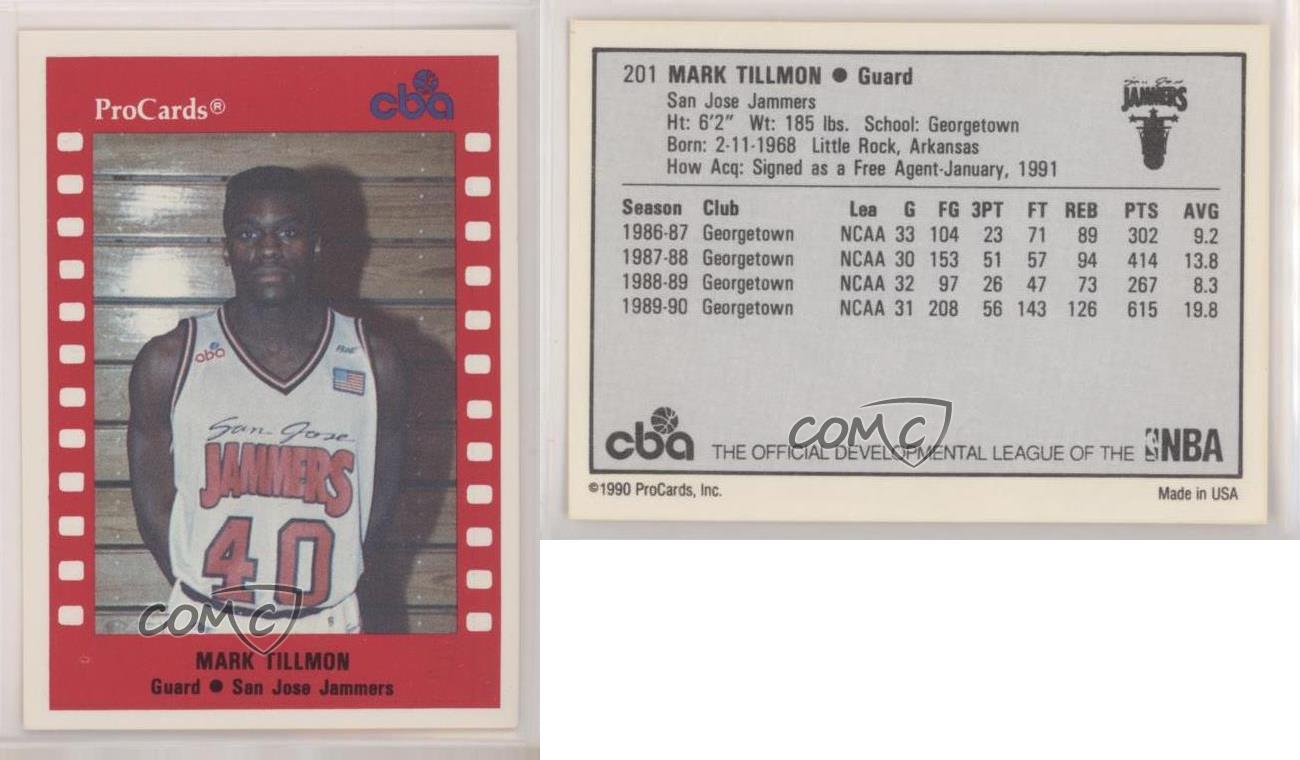 ProCards® cba
cba
San Jose
JAMMERS
40
COMC
MARK TILLMON
Guard ● San Jose Jammers
201 MARK TILLMON ● Guard
San Jose Jammers
JAMMERS
San Jose Jammers
Ht: 6'2" Wt: 185 lbs. School: Georgetown
Born: 2-11-1968 Little Rock, Arkansas
How Acq: Signed as a Free Agent-January, 1991
Season Club Lea G FG 3PT FT REB PTS AVG
1986-87 Georgetown NCAA 33 104 23 71 89 302 9.2
1987-88 Georgetown NCAA 30 153 51 57 94 414 13.8
1988-89 Georgetown NCAA 32 97 26 47 73 267 8.3
1989-90 Georgetown NCAA 31 208 56 143 126 615 19.8
COMC
cba THE OFFICIAL DEVELOPMENTAL LEAGUE OF THE NBA
©1990 ProCards, Inc. Made in USA